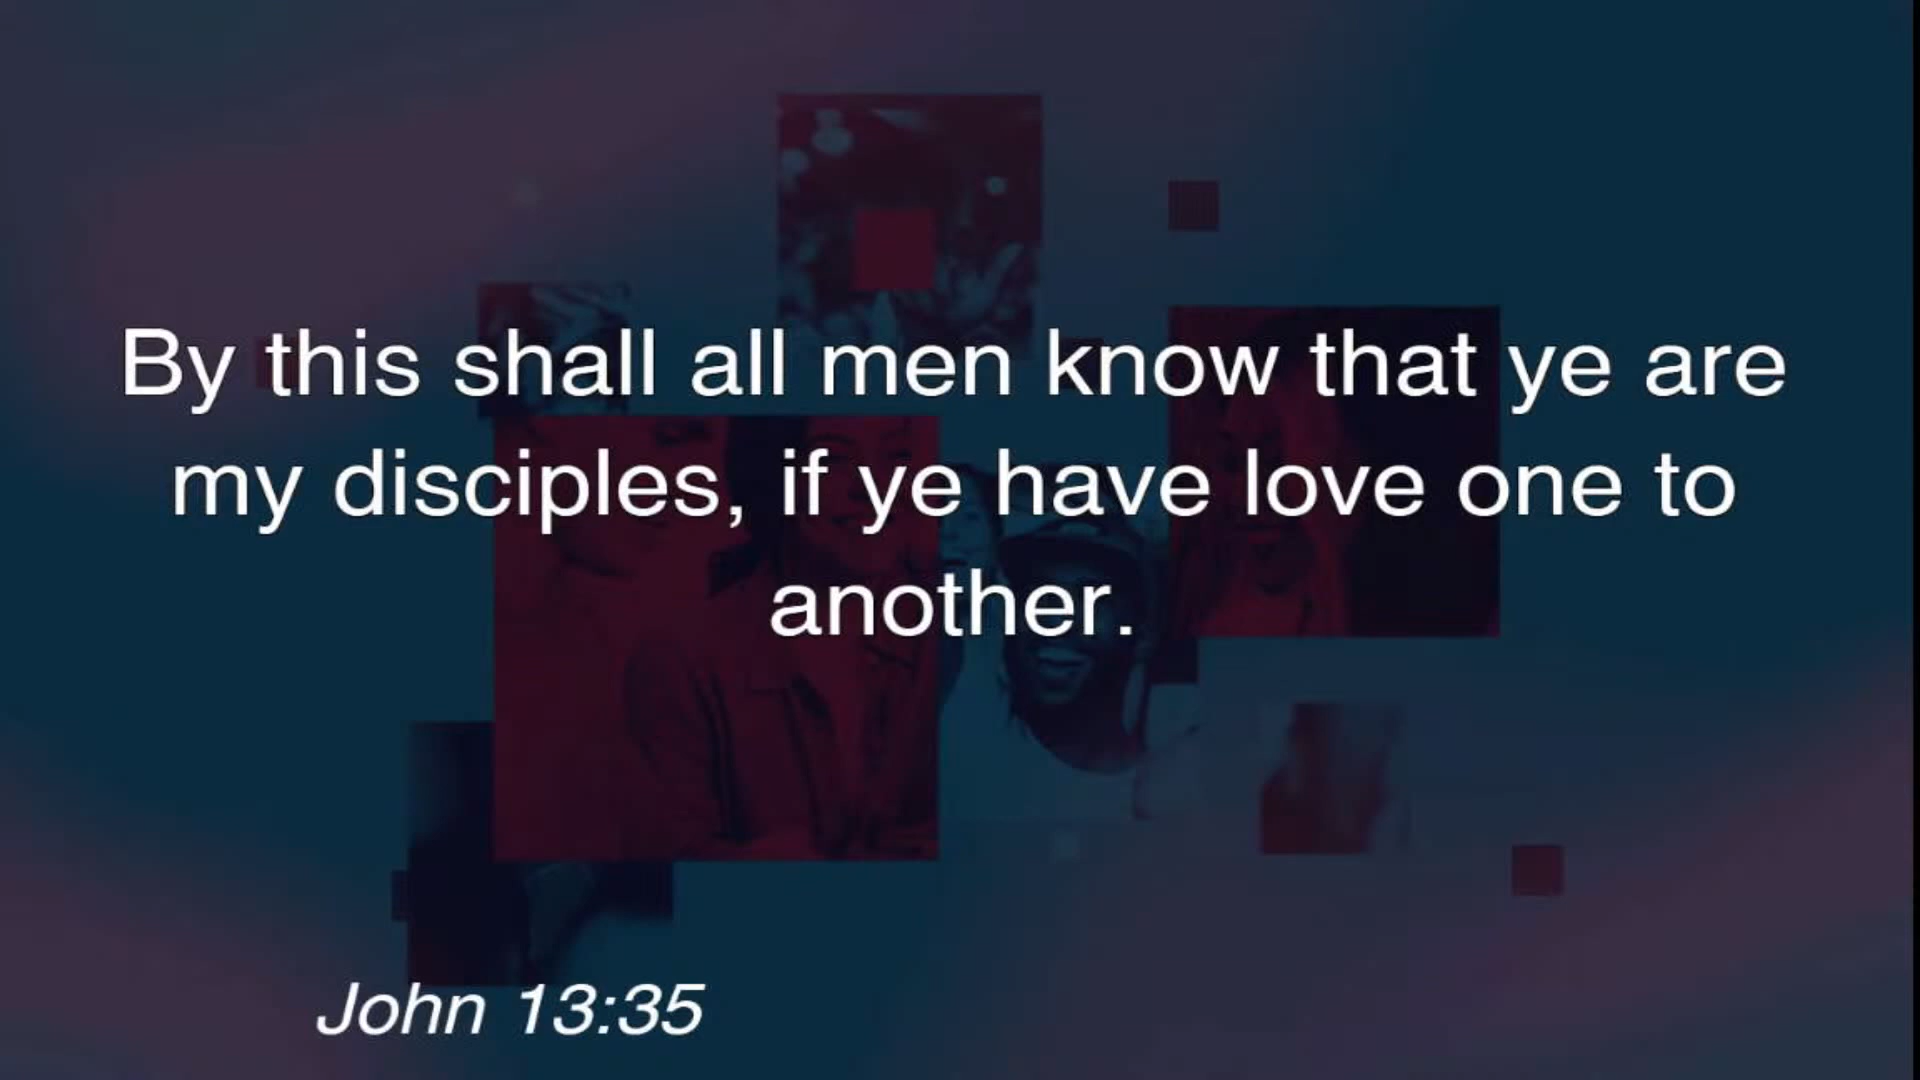 By this shall all men know that ye are
my disciples, if ye have love one to
another.
John 13:35